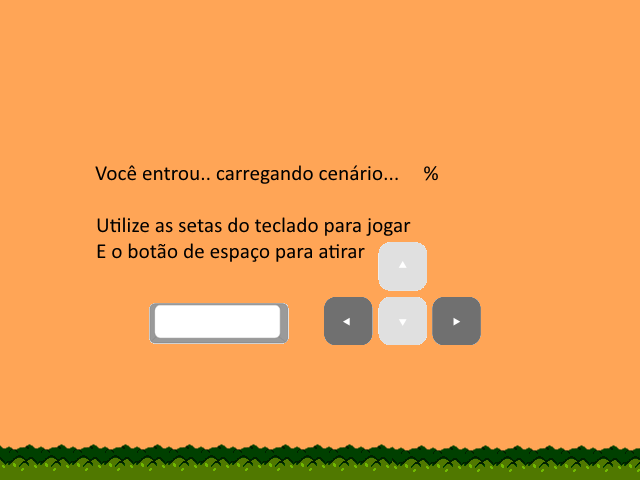 Você entrou.. carregando cenário... %
Utilize as setas do teclado para jogar
E o botão de espaço para atirar